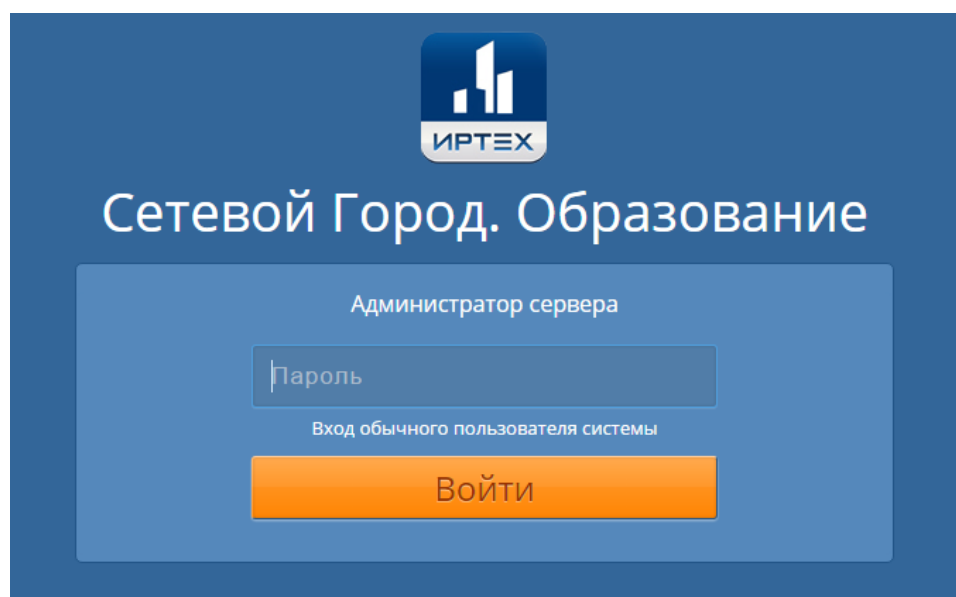 ИРТЕХ
Сетевой Город. Образование
Администратор сервера
Пароль
Вход обычного пользователя системы
Войти